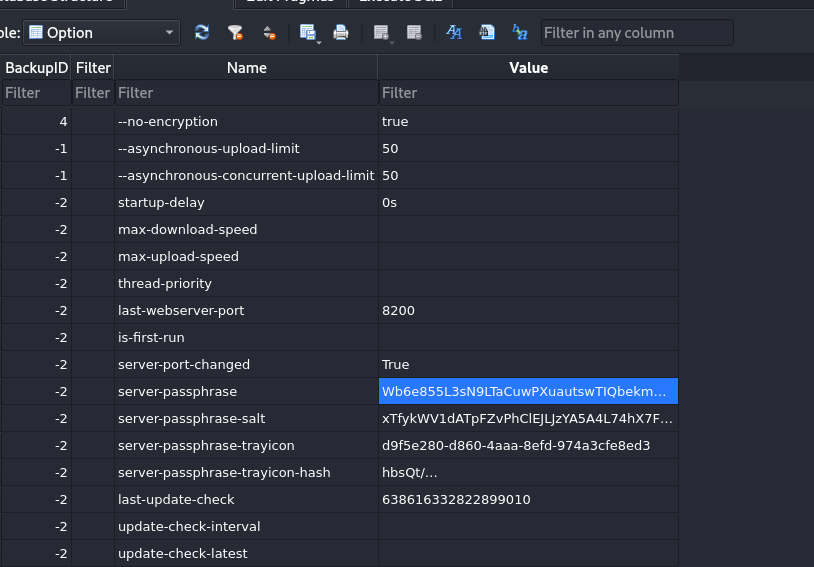 ble: Option Filter in any column
BackupID Filter Name Value
Filter Filter Filter Filter
4 --no-encryption true
-1 --asynchronous-upload-limit 50
-1 --asynchronous-concurrent-upload-limit 50
-2 startup-delay 0s
-2 max-download-speed
-2 max-upload-speed
-2 thread-priority
-2 last-webserver-port 8200
-2 is-first-run
-2 server-port-changed True
-2 server-passphrase Wb6e855L3sN9LTaCuwPXuautswTIQbekm…
-2 server-passphrase-salt xTfykWV1dATpFZvPhClEJLJzYA5A4L74hX7F…
-2 server-passphrase-trayicon d9f5e280-d860-4aaa-8efd-974a3cfe8ed3
-2 server-passphrase-trayicon-hash hbsQt/…
-2 last-update-check 638616332822899010
-2 update-check-interval
-2 update-check-latest